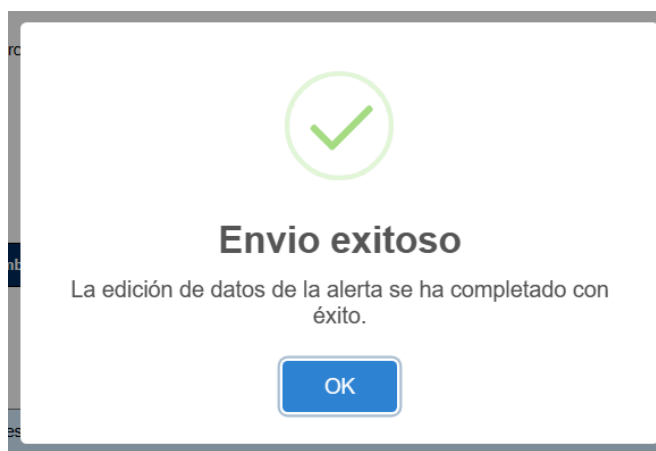 Envio exitoso
La edición de datos de la alerta se ha completado con
éxito.
OK